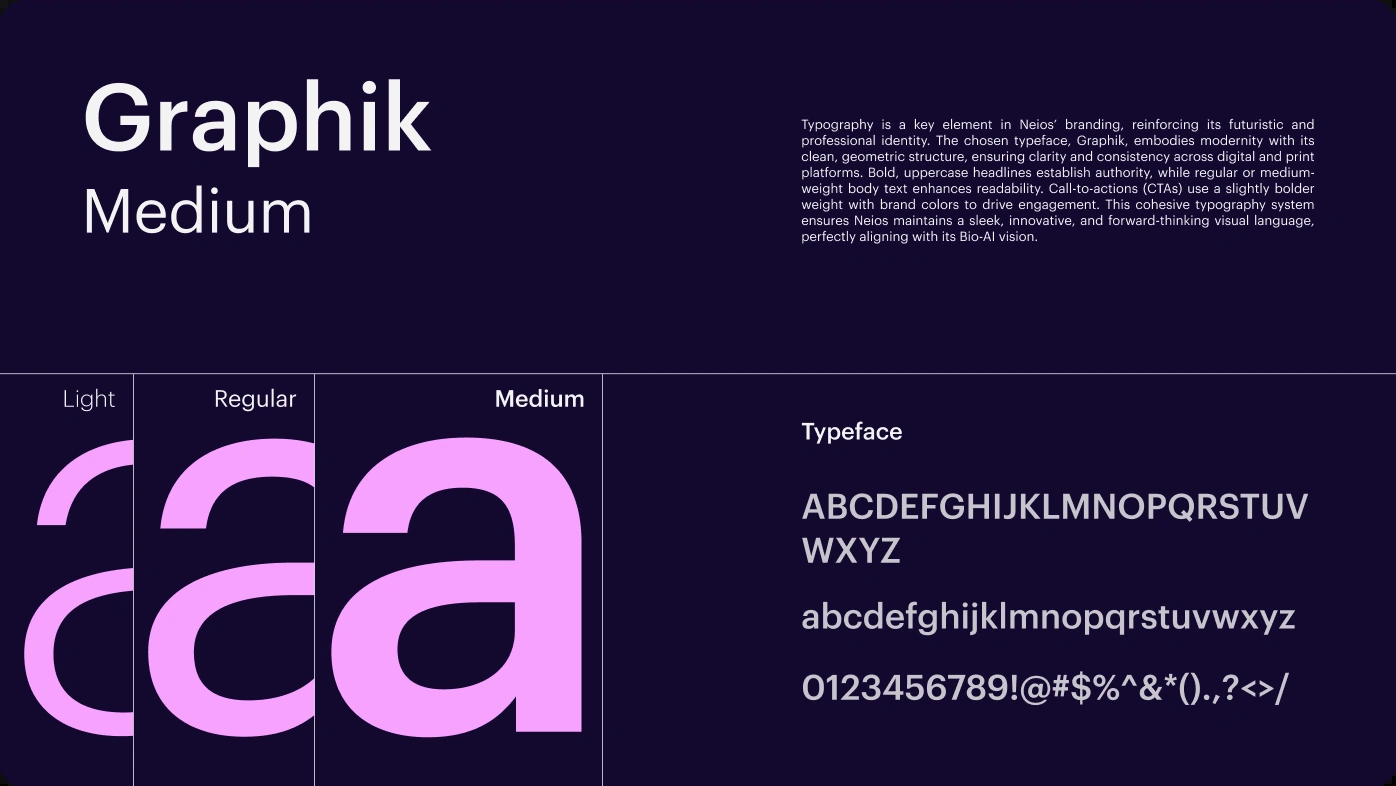 Graphik
Medium
Typography is a key element in Neios’ branding, reinforcing its futuristic and
professional identity. The chosen typeface, Graphik, embodies modernity with its
clean, geometric structure, ensuring clarity and consistency across digital and print
platforms. Bold, uppercase headlines establish authority, while regular or medium-
weight body text enhances readability. Call-to-actions (CTAs) use a slightly bolder
weight with brand colors to drive engagement. This cohesive typography system
ensures Neios maintains a sleek, innovative, and forward-thinking visual language,
perfectly aligning with its Bio-AI vision.
Light
a
Regular
a
Medium
a
Typeface
ABCDEFGHIJKLMNOPQRSTUV
WXYZ
abcdefghijklmnopqrstuvwxyz
0123456789!@#$%^&*().,?<>/